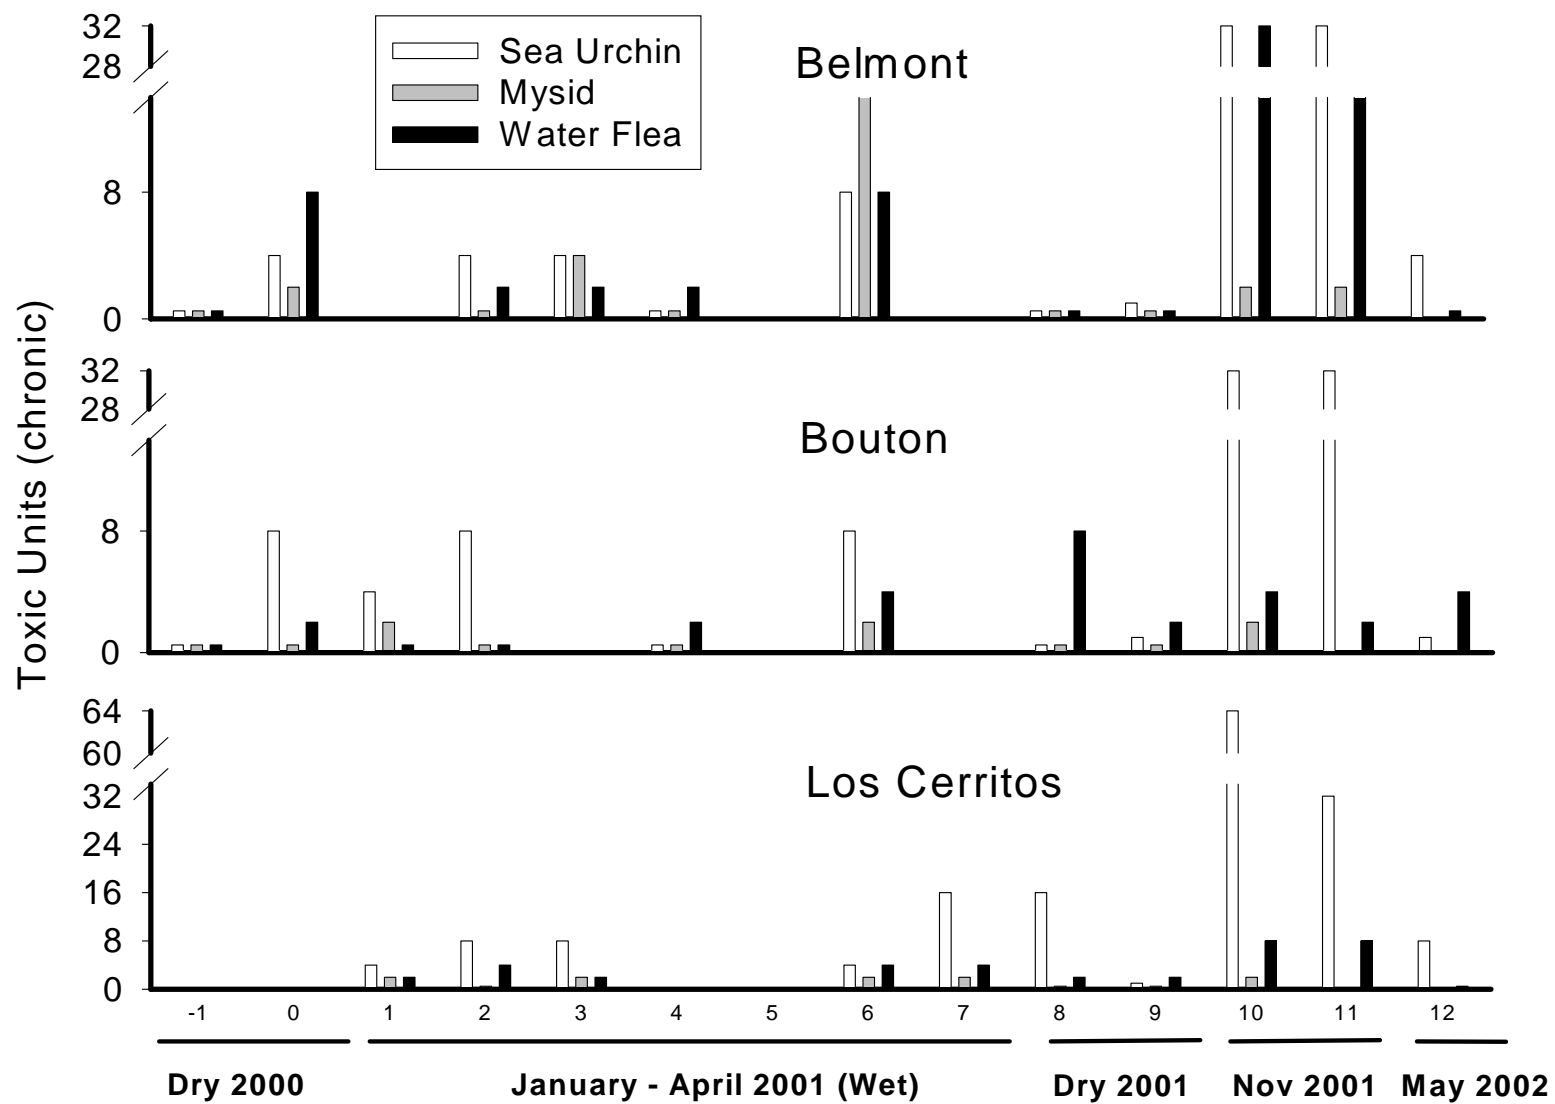 Toxic Units (chronic)
Sea Urchin
Mysid
Water Flea
Belmont
32
28
8
0
Bouton
32
28
8
0
Los Cerritos
64
60
32
24
16
8
0
-1 0 1 2 3 4 5 6 7 8 9 10 11 12
Dry 2000 January - April 2001 (Wet) Dry 2001 Nov 2001 May 2002